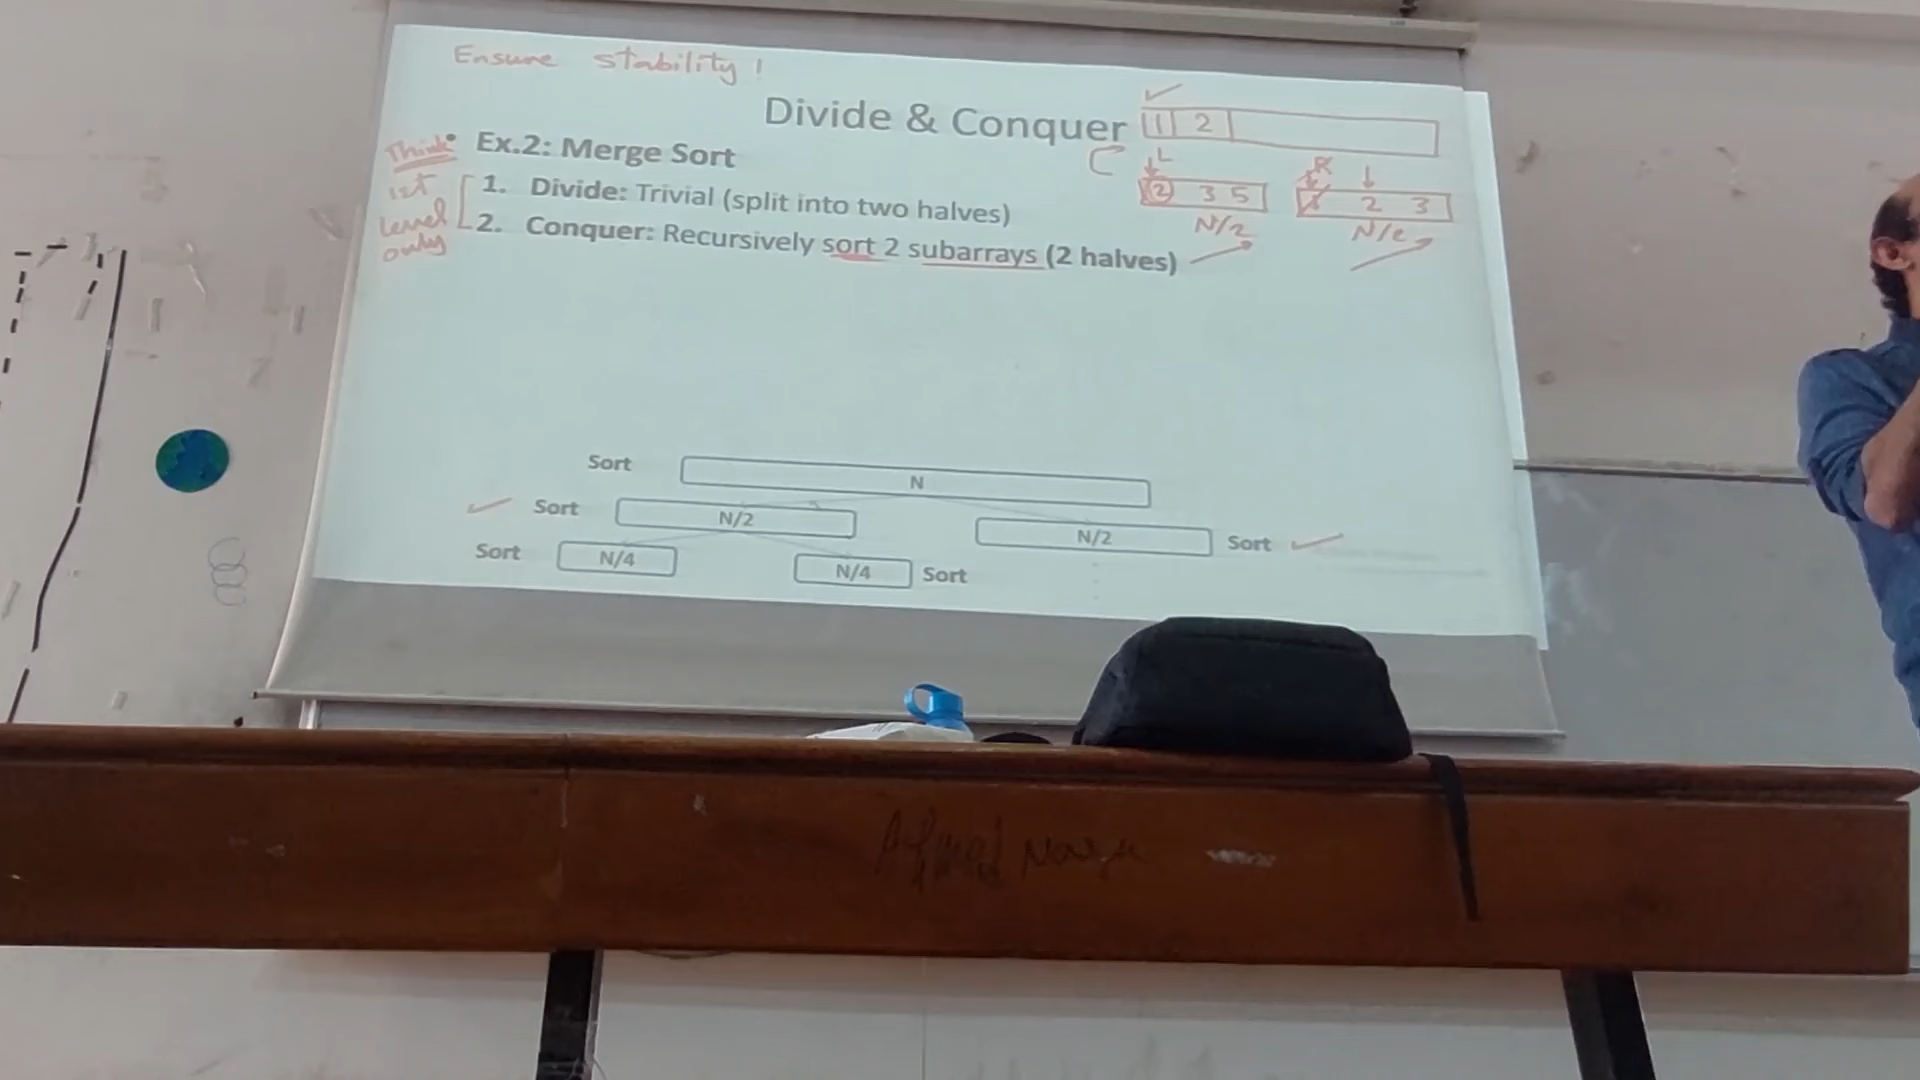 Ensure stability!
Divide & Conquer
1 2
• Ex.2: Merge Sort
Think
1st
Level
only
L
R
1. Divide: Trivial (split into two halves)
2 3 5
2 3
N/2
N/2
2. Conquer: Recursively sort 2 subarrays (2 halves)
C
Sort
N
Sort
N/2
N/2
Sort
Sort
N/4
N/4
Sort